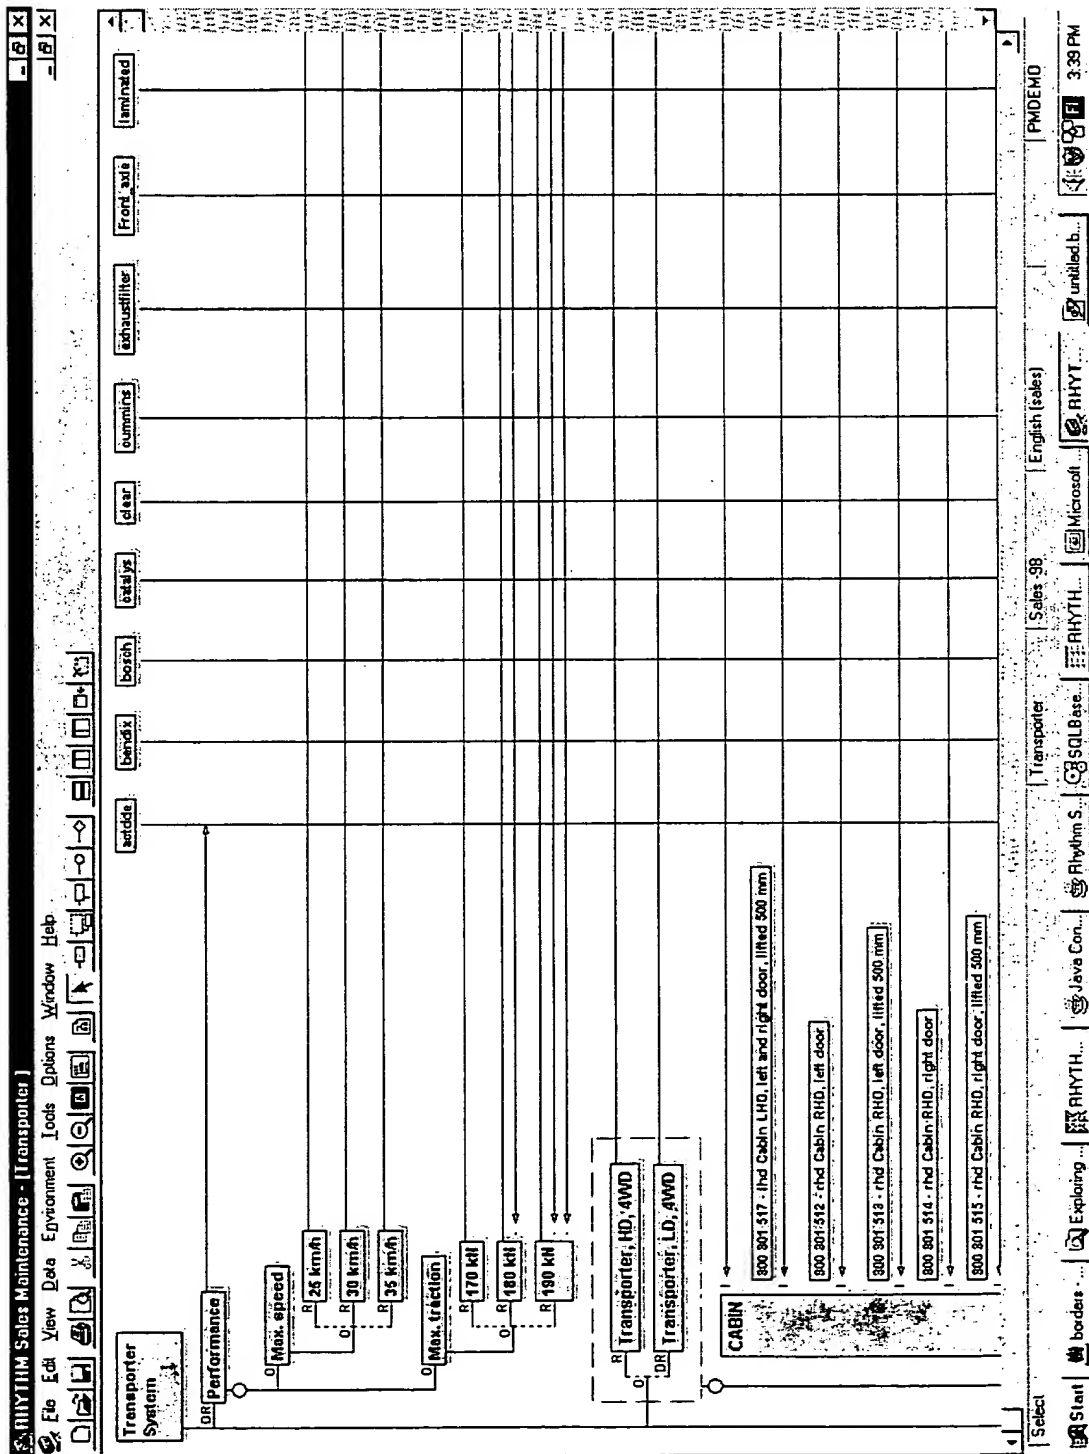 RHYTHM Sales Maintenance - [Transporter]
File Edit View Data Environment Tools Options Window Help
bendix
bosch
catalys
clear
cummins
exhaustfilter
Front_axle
laminated
Transporter System
DR
Performance
O
Max. speed
O
R
25 km/h
R
30 km/h
R
35 km/h
O
Max. traction
O
R
170 kN
R
180 kN
R
190 kN
O
R
Transporter, HD, 4WD
DR
Transporter, LD, 4WD
CABIN
800 801 517 - lhd Cabin LHD, left and right door, lifted 500 mm
800 801 512 - rhd Cabin RHD, left door
800 801 513 - rhd Cabin RHD, left door, lifted 500 mm
800 801 514 - rhd Cabin RHD, right door
800 801 515 - rhd Cabin RHD, right door, lifted 500 mm
Select
Transporter
Sales -98
English (sales)
PMDEMO
Start
borders - ...
Exploring ...
RHYTH...
Java Con...
Rhythm S...
SQLBase...
RHYTH...
Microsoft ...
RHYT...
untitled.b...
3:39 PM